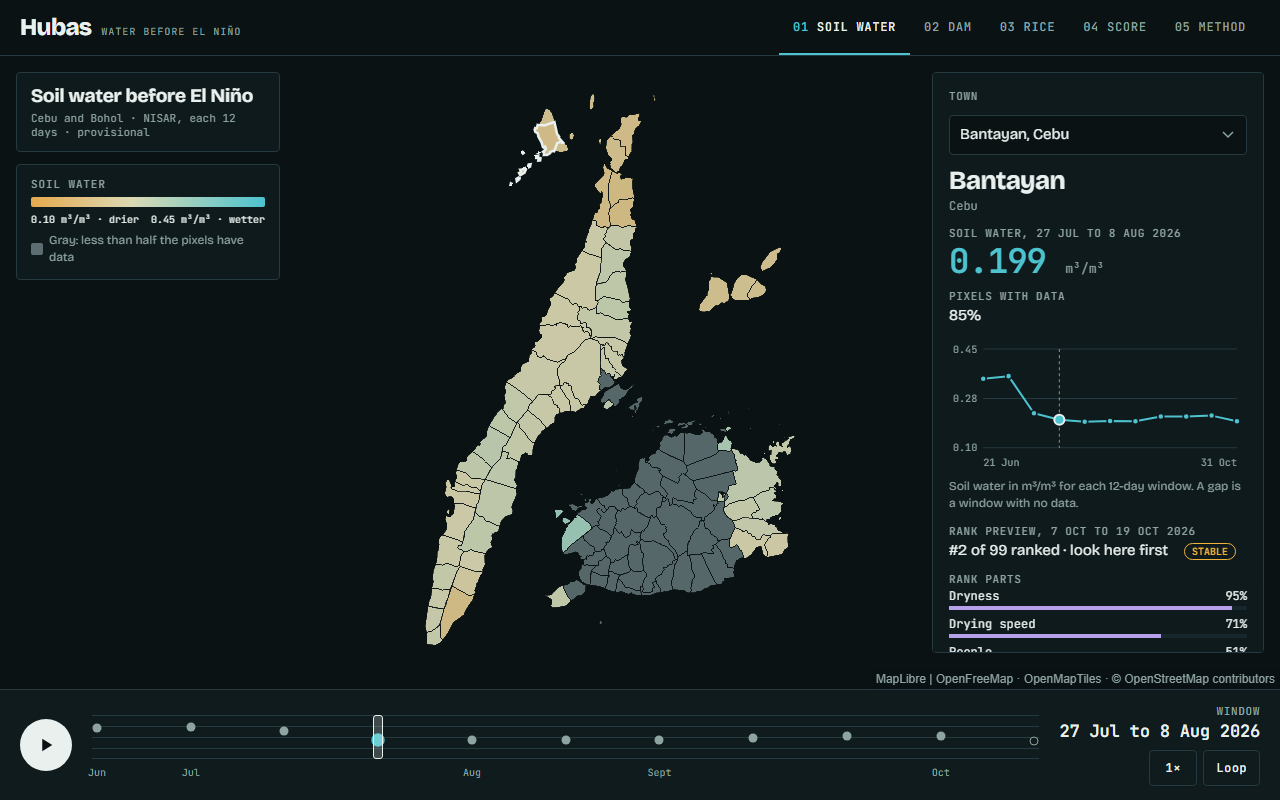 Hubas WATER BEFORE EL NIÑO
01 SOIL WATER
02 DAM
03 RICE
04 SCORE
05 METHOD
Soil water before El Niño
Cebu and Bohol · NISAR, each 12
days · provisional
SOIL WATER
0.10 m³/m³ · drier
0.45 m³/m³ · wetter
Gray: less than half the pixels have
data
TOWN
Bantayan, Cebu
Bantayan
Cebu
SOIL WATER, 27 JUL TO 8 AUG 2026
0.199 m³/m³
PIXELS WITH DATA
85%
0.45
0.28
0.10
21 Jun
31 Oct
Soil water in m³/m³ for each 12-day window. A gap is
a window with no data.
RANK PREVIEW, 7 OCT TO 19 OCT 2026
#2 of 99 ranked · look here first STABLE
RANK PARTS
Dryness 95%
Drying speed 71%
People 51%
MapLibre | OpenFreeMap · OpenMapTiles · © OpenStreetMap contributors
Jun
Jul
Aug
Sept
Oct
WINDOW
27 Jul to 8 Aug 2026
1×
Loop